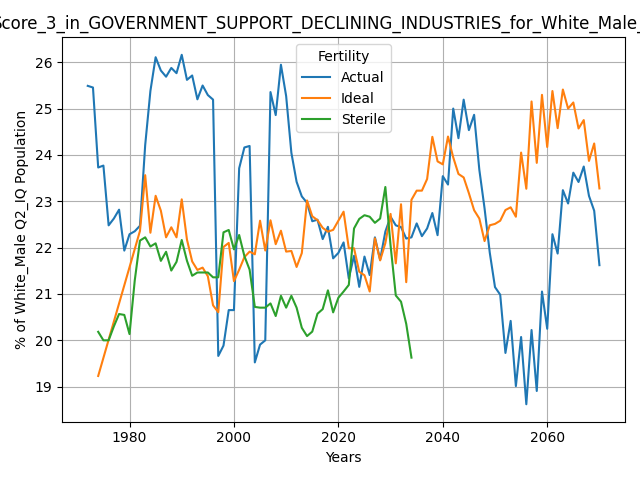 Score_3_in_GOVERNMENT_SUPPORT_DECLINING_INDUSTRIES_for_White_Male_
Fertility
Actual
Ideal
Sterile
% of White_Male Q2_IQ Population
26
25
24
23
22
21
20
19
1980
2000
2020
2040
2060
Years